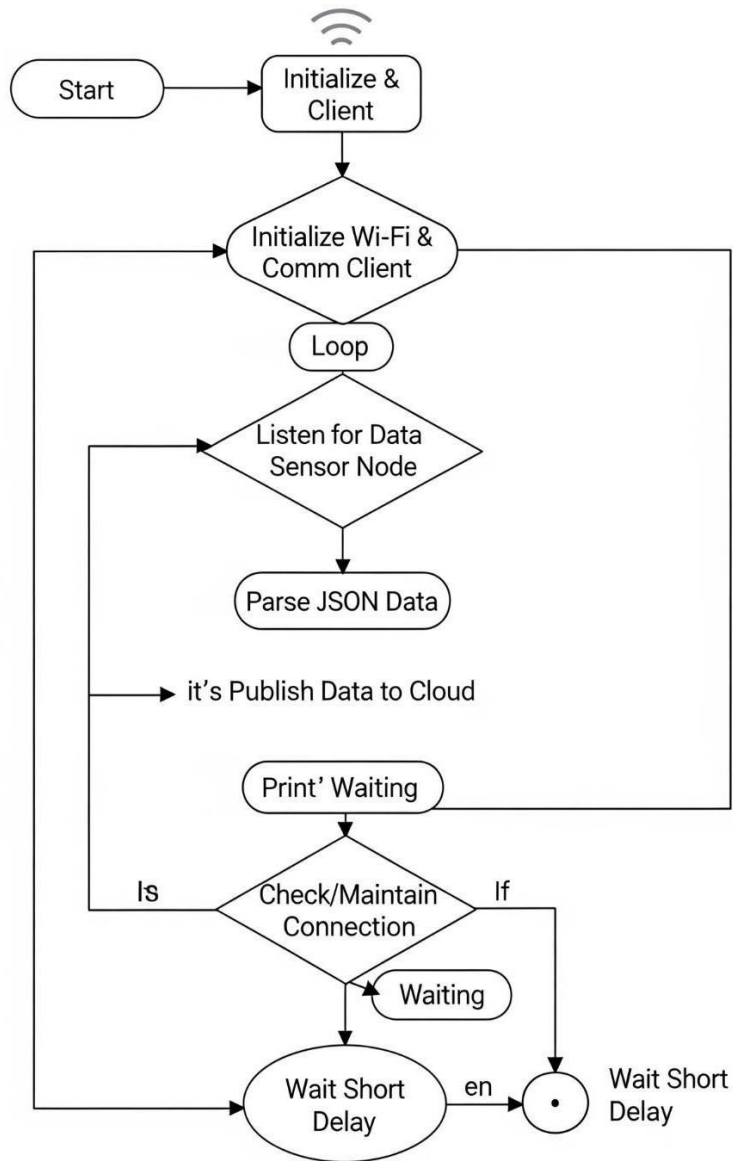 Start
Initialize &
Client
Initialize Wi-Fi &
Comm Client
Loop
Listen for Data
Sensor Node
Parse JSON Data
it's Publish Data to Cloud
Print' Waiting
Is
Check/Maintain
Connection
If
Waiting
Wait Short
Delay
en
Wait Short
Delay